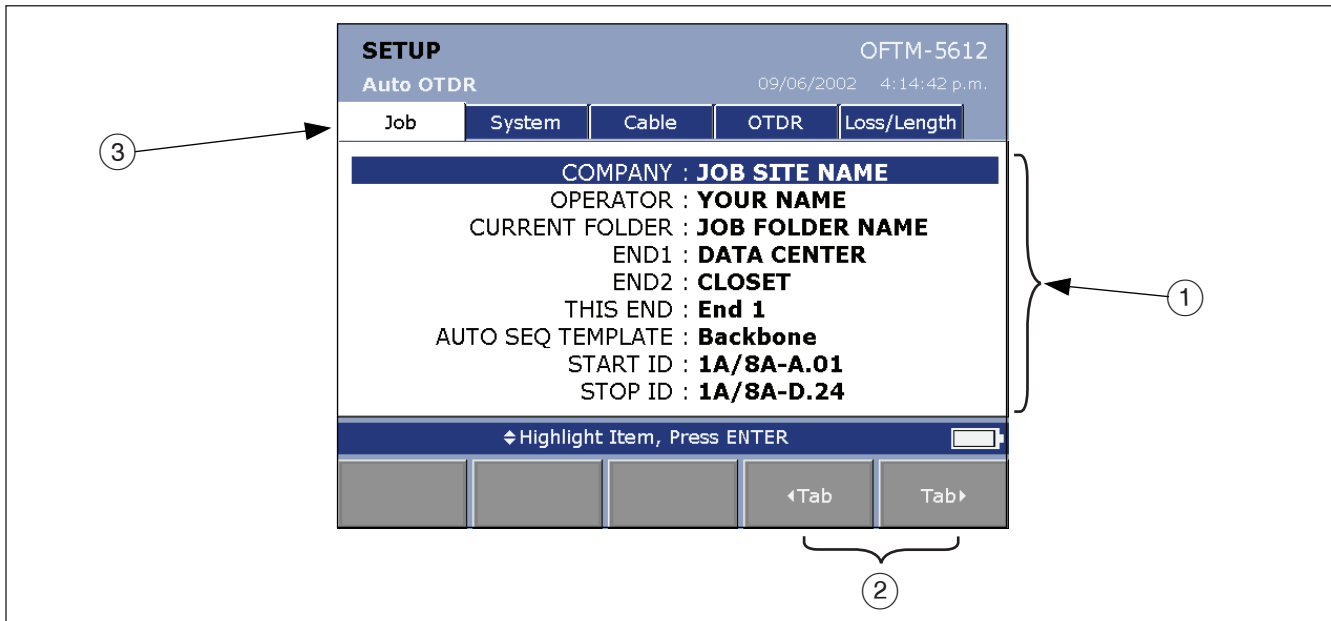 SETUP OFTM-5612
Auto OTDR 09/06/2002 4:14:42 p.m.
Job System Cable OTDR Loss/Length
COMPANY : JOB SITE NAME
OPERATOR : YOUR NAME
CURRENT FOLDER : JOB FOLDER NAME
END1 : DATA CENTER
END2 : CLOSET
THIS END : End 1
AUTO SEQ TEMPLATE : Backbone
START ID : 1A/8A-A.01
STOP ID : 1A/8A-D.24
Highlight Item, Press ENTER
Tab Tab
3
1
2